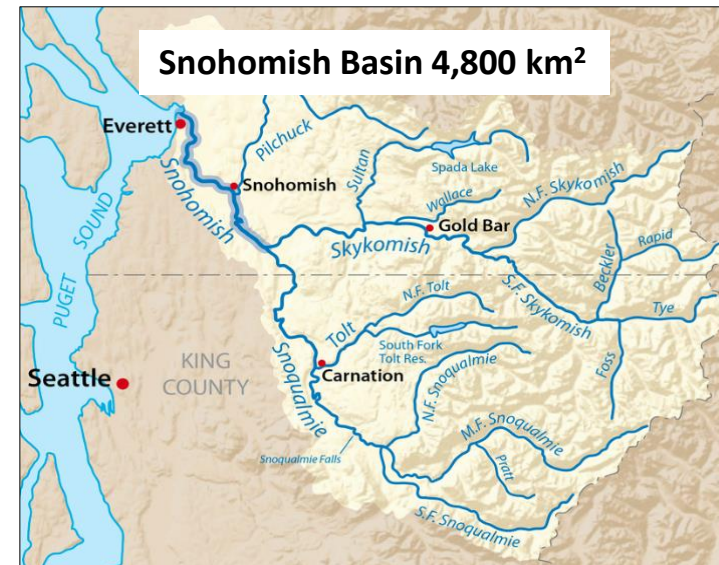 Snohomish Basin 4,800 km²
Everett
Pilchuck
Sultan
Spada Lake
Wallace
N.F. Skykomish
Snohomish
Snohomish
Gold Bar
Skykomish
PUGET SOUND
Beckler
Rapid
S.F. Skykomish
N.F. Tolt
Tye
Tolt
South Fork
Tolt Res.
Foss
KING
COUNTY
Seattle
Carnation
Snoqualmie
N.F. Snoqualmie
M.F. Snoqualmie
Snoqualmie Falls
Pratt
S.F. Snoqualmie